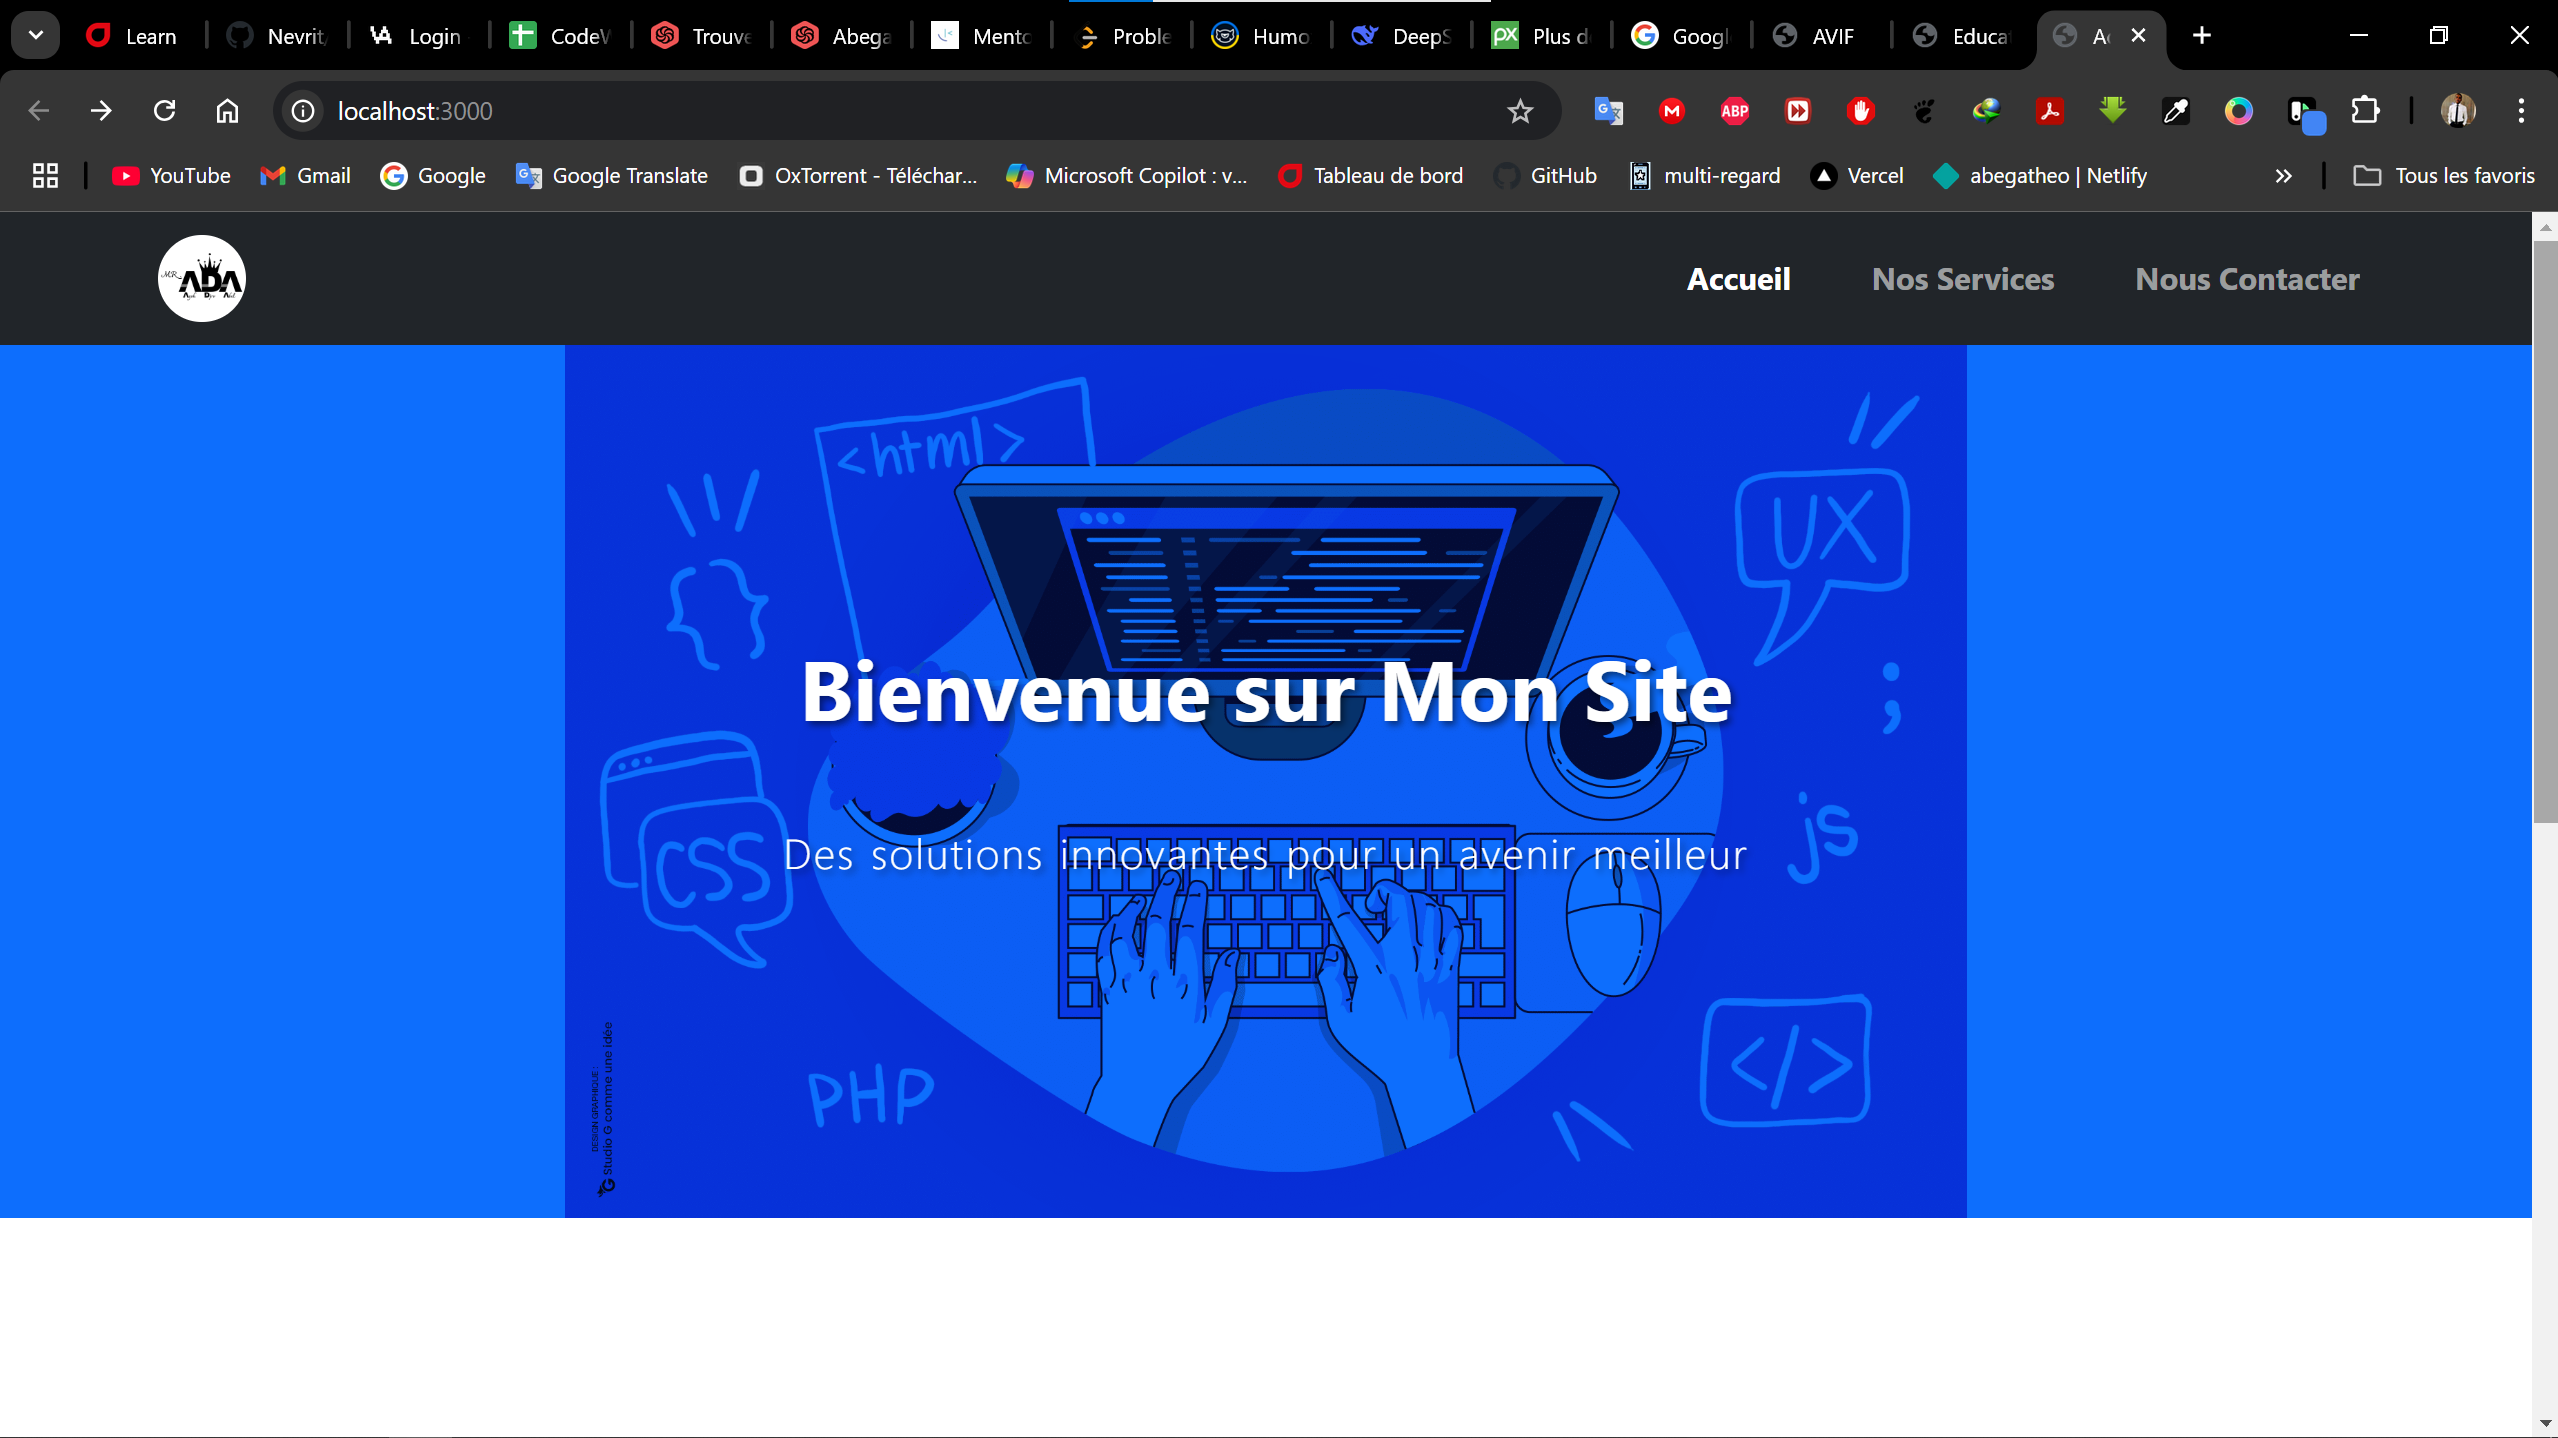 Learn Nevrit Login CodeW Trouve Abega Mento Proble Humo DeepS Plus d Googl AVIF Educa
localhost:3000
YouTube Gmail Google Google Translate OxTorrent - Téléchar... Microsoft Copilot : v... Tableau de bord GitHub multi-regard Vercel abegatheo | Netlify Tous les favoris
MR ADA
Accueil Nos Services Nous Contacter
<html>
UX
{}
Bienvenue sur Mon Site
;
js
CSS
Des solutions innovantes pour un avenir meilleur
</>
PHP
DESIGN GRAPHIQUE :
Studio G comme une idée